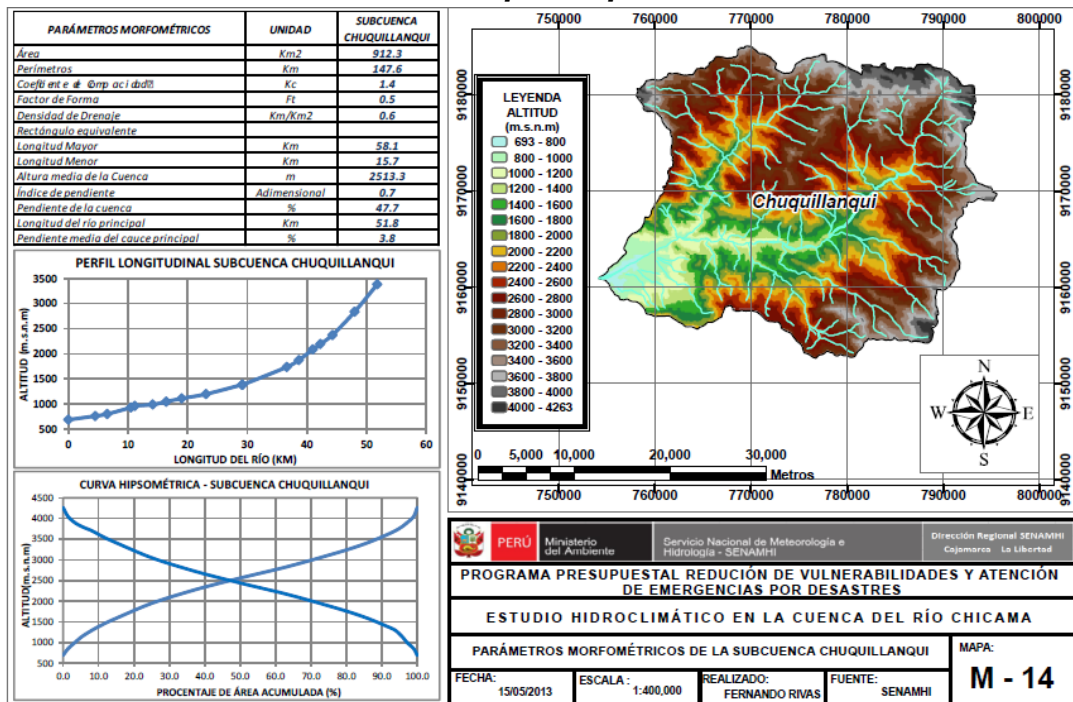 PARÁMETROS MORFOMÉTRICOS UNIDAD SUBCUENCA CHUQUILLANQUI
Área Km2 912.3
Perímetros Km 147.6
Kc 1.4
Factor de Forma Ft 0.5
Densidad de Drenaje Km/Km2 0.6
Rectángulo equivalente
Longitud Mayor Km 58.1
Longitud Menor Km 15.7
Altura media de la Cuenca m 2513.3
Índice de pendiente Adimensional 0.7
Pendiente de la cuenca % 47.7
Longitud del río principal Km 51.8
Pendiente media del cauce principal % 3.8
PERFIL LONGITUDINAL SUBCUENCA CHUQUILLANQUI
ALTITUD (m.s.n.m)
3500
3000
2500
2000
1500
1000
500
0 10 20 30 40 50 60
LONGITUD DEL RÍO (KM)
CURVA HIPSOMÉTRICA - SUBCUENCA CHUQUILLANQUI
ALTITUD(m.s.n.m)
4500
4000
3500
3000
2500
2000
1500
1000
500
0.0 10.0 20.0 30.0 40.0 50.0 60.0 70.0 80.0 90.0 100.0
PROCENTAJE DE ÁREA ACUMULADA (%)
750000 760000 770000 780000 790000 800000
9180000 9180000
9170000 9170000
9160000 9160000
9150000 9150000
9140000 9140000
LEYENDA
ALTITUD
(m.s.n.m)
693 - 800
800 - 1000
1000 - 1200
1200 - 1400
1400 - 1600
1600 - 1800
1800 - 2000
2000 - 2200
2200 - 2400
2400 - 2600
2600 - 2800
2800 - 3000
3000 - 3200
3200 - 3400
3400 - 3600
3600 - 3800
3800 - 4000
4000 - 4263
Chuquillanqui
N
W E
S
0 5,000 10,000 20,000 30,000
Metros
750000 760000 770000 780000 790000 800000
PERÚ
Ministerio
del Ambiente
Servicio Nacional de Meteorología e
Hidrología - SENAMHI
Dirección Regional SENAMHI
Cajamarca La Libertad
PROGRAMA PRESUPUESTAL REDUCIÓN DE VULNERABILIDADES Y ATENCIÓN
DE EMERGENCIAS POR DESASTRES
ESTUDIO HIDROCLIMÁTICO EN LA CUENCA DEL RÍO CHICAMA
PARÁMETROS MORFOMÉTRICOS DE LA SUBCUENCA CHUQUILLANQUI
MAPA:
M - 14
FECHA:
15/05/2013
ESCALA :
1:400,000
REALIZADO:
FERNANDO RIVAS
FUENTE:
SENAMHI